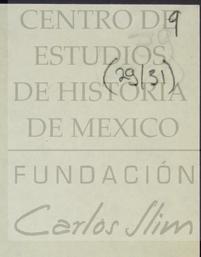 9
CENTRO DE
ESTUDIOS
(29/31)
DE HISTORIA
DE MEXICO
FUNDACIÓN
Carlos Slim